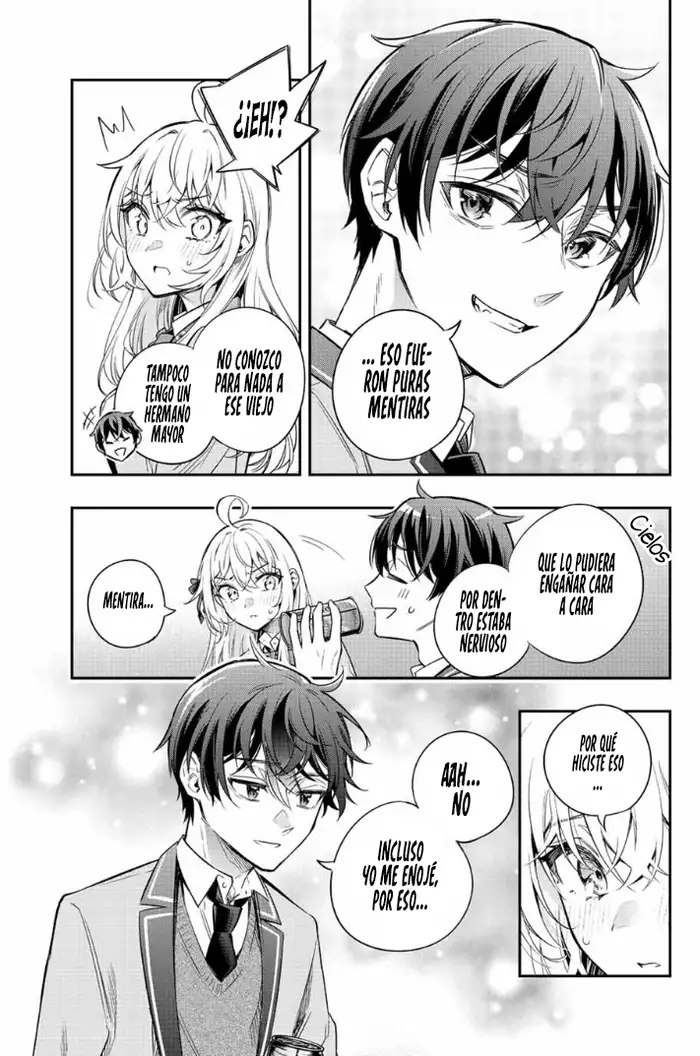 ... ESO FUE-
RON PURAS
MENTIRAS
¿¡EH!?
NO CONOZCO
PARA NADA A
ESE VIEJO
TAMPOCO
TENGO UN
HERMANO
MAYOR
Cielos
QUE LO PUDIERA
ENGAÑAR CARA
A CARA
POR DEN-
TRO ESTABA
NERVIOSO
MENTIRA...
POR QUÉ
HICISTE ESO
...
AAH...
NO
INCLUSO
YO ME ENOJÉ,
POR ESO...